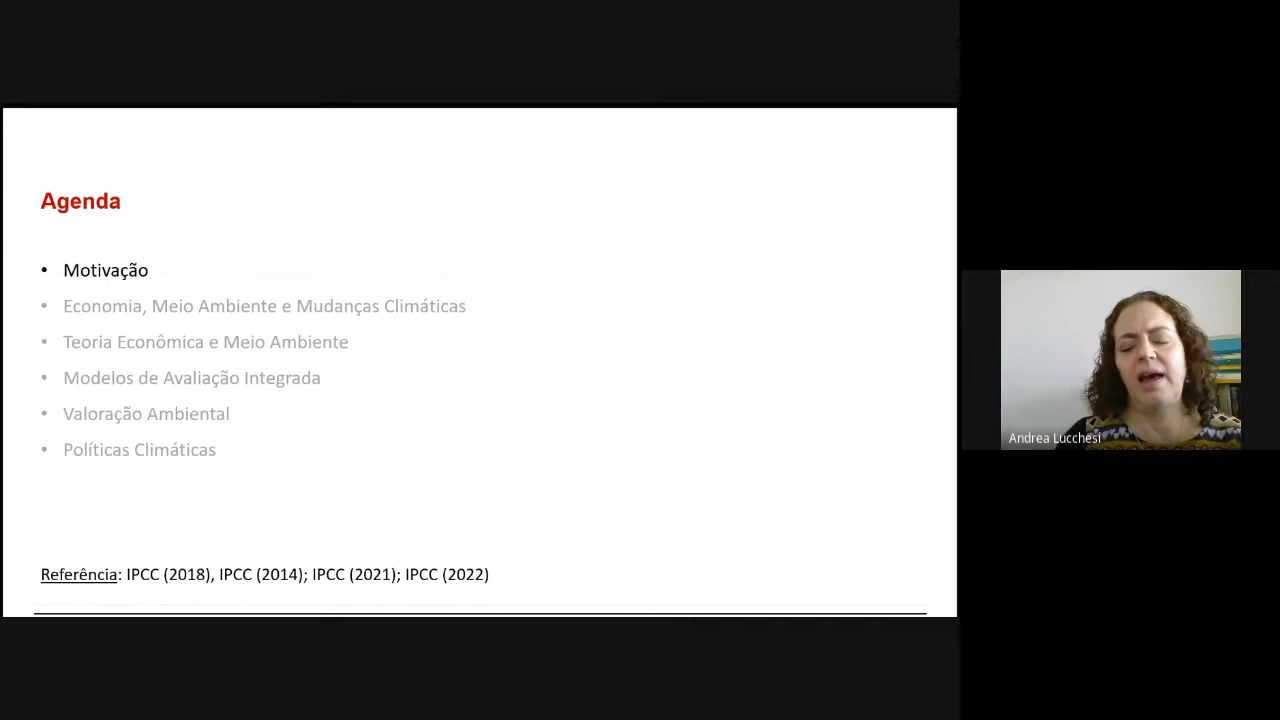 Agenda
• Motivação
• Economia, Meio Ambiente e Mudanças Climáticas
• Teoria Econômica e Meio Ambiente
• Modelos de Avaliação Integrada
• Valoração Ambiental
• Políticas Climáticas
Referência: IPCC (2018), IPCC (2014); IPCC (2021); IPCC (2022)
Andrea Lucchesi